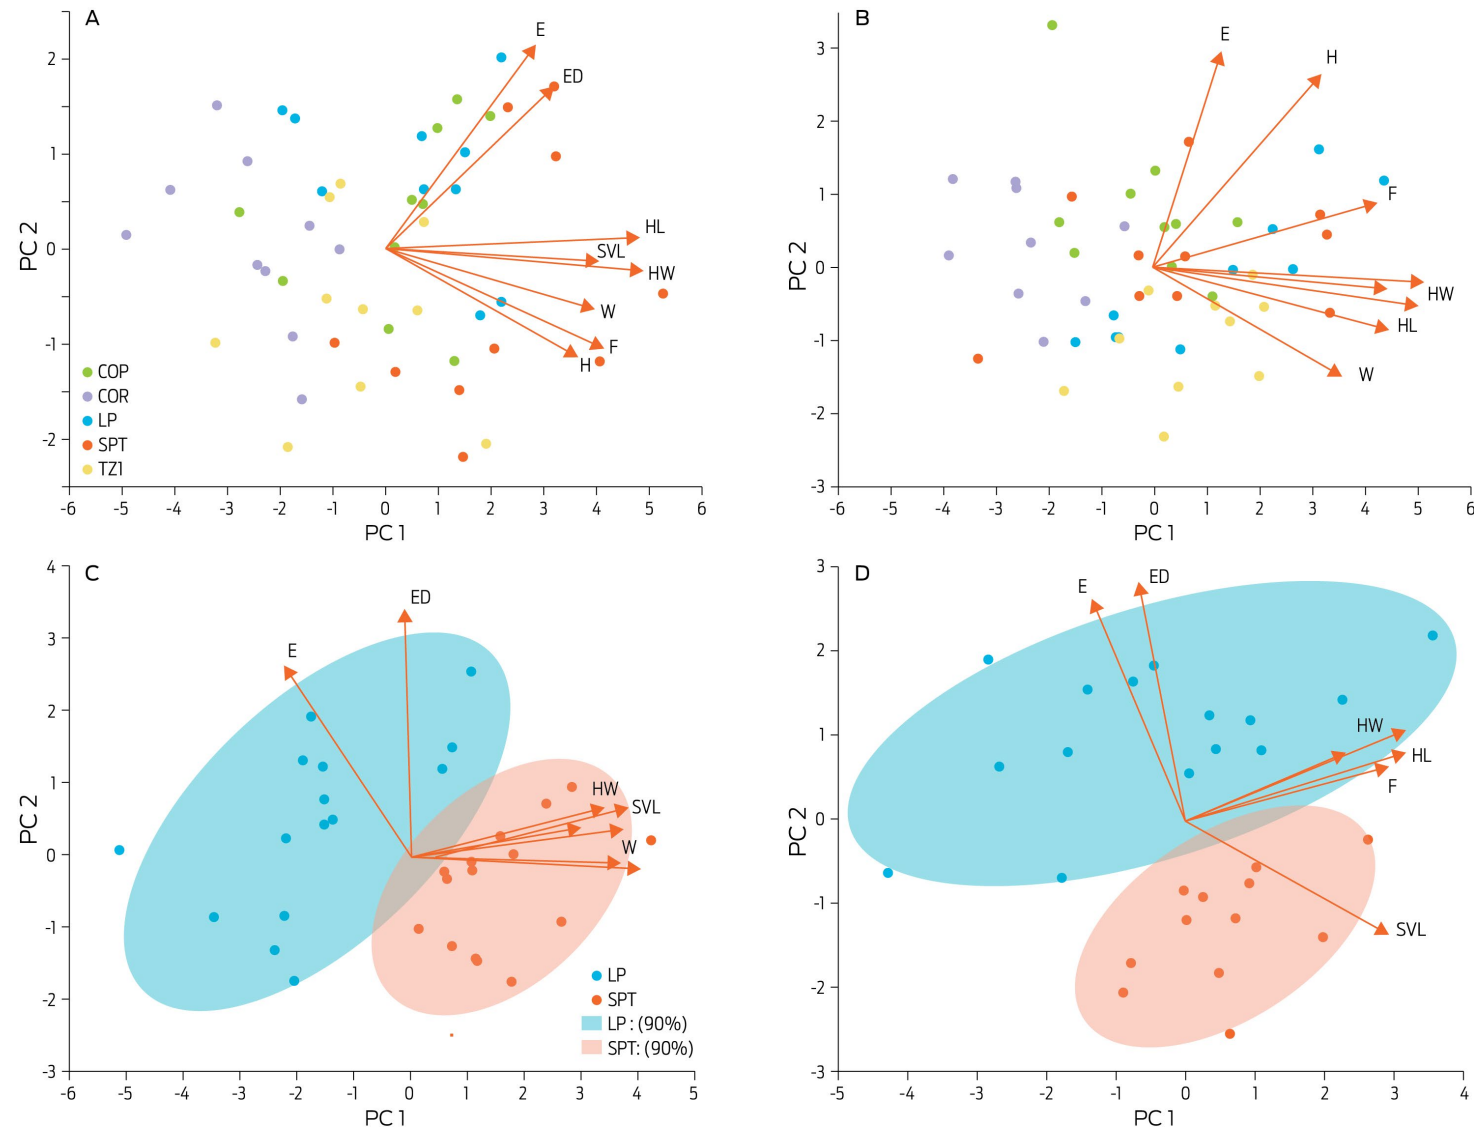 A
B
E
ED
HL
SVL
HW
W
F
H
COP
COR
LP
SPT
TZ1
2
1
0
-1
-2
PC 2
-6 -5 -4 -3 -2 -1 0 1 2 3 4 5 6
PC 1
E
H
F
HW
HL
W
3
2
1
0
-1
-2
-3
PC 2
-6 -5 -4 -3 -2 -1 0 1 2 3 4 5 6
PC 1
C
ED
E
HW
SVL
W
LP
SPT
LP : (90%)
SPT: (90%)
4
3
2
1
0
-1
-2
-3
PC 2
-6 -5 -4 -3 -2 -1 0 1 2 3 4 5
PC 1
D
ED
E
HW
HL
F
SVL
3
2
1
0
-1
-2
-3
PC 2
-5 -4 -3 -2 -1 0 1 2 3 4
PC 1